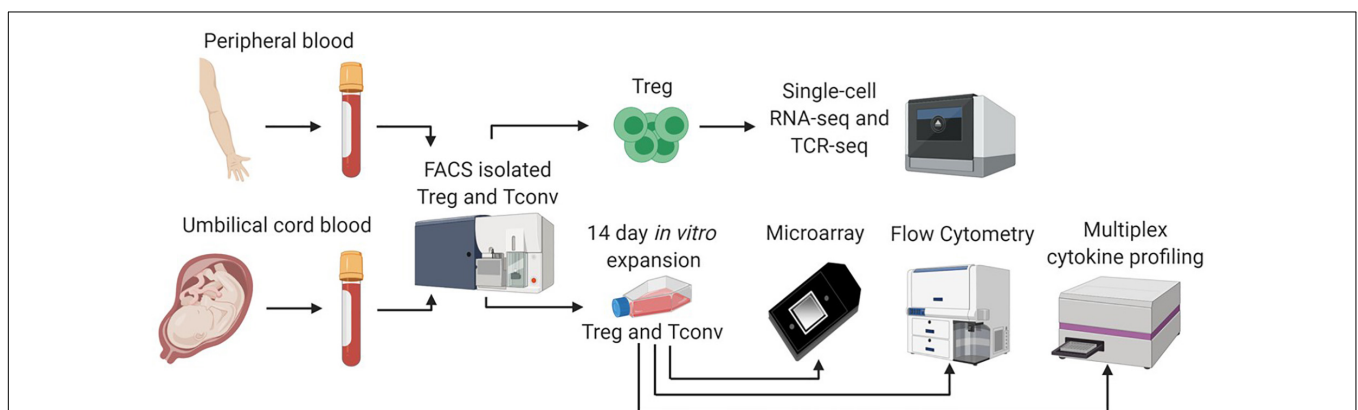 Peripheral blood
Treg
Single-cell
RNA-seq and
TCR-seq
FACS isolated
Treg and Tconv
Umbilical cord blood
14 day in vitro
expansion
Treg and Tconv
Microarray
Flow Cytometry
Multiplex
cytokine profiling